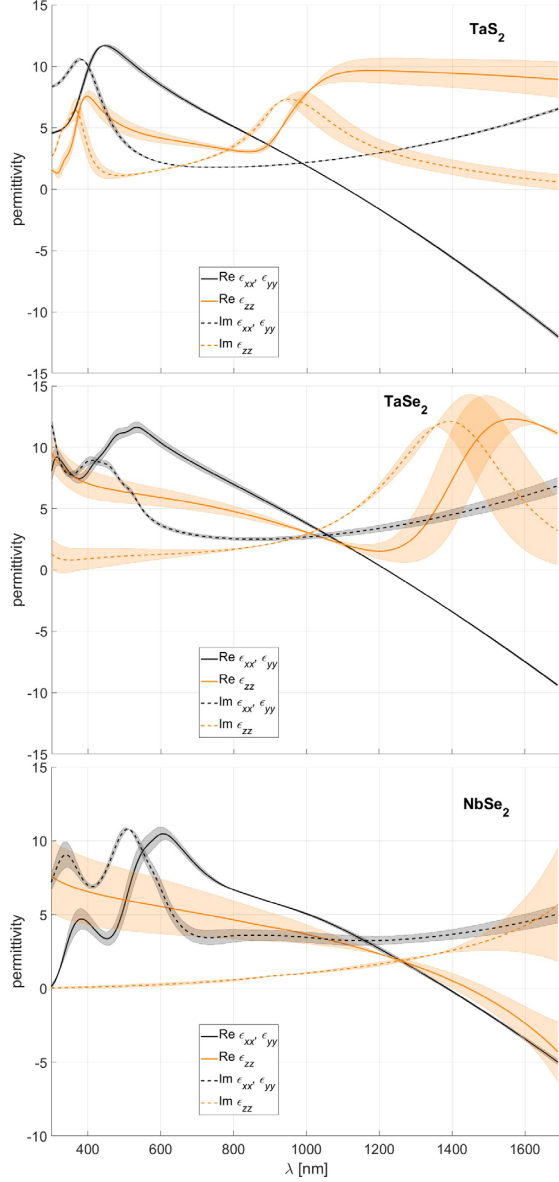 TaS2
15
10
5
0
-5
-10
-15
permittivity
Re ϵxx, ϵyy
Re ϵzz
Im ϵxx, ϵyy
Im ϵzz
TaSe2
15
10
5
0
-5
-10
-15
permittivity
Re ϵxx, ϵyy
Re ϵzz
Im ϵxx, ϵyy
Im ϵzz
NbSe2
15
10
5
0
-5
-10
permittivity
Re ϵxx, ϵyy
Re ϵzz
Im ϵxx, ϵyy
Im ϵzz
400 600 800 1000 1200 1400 1600
λ [nm]